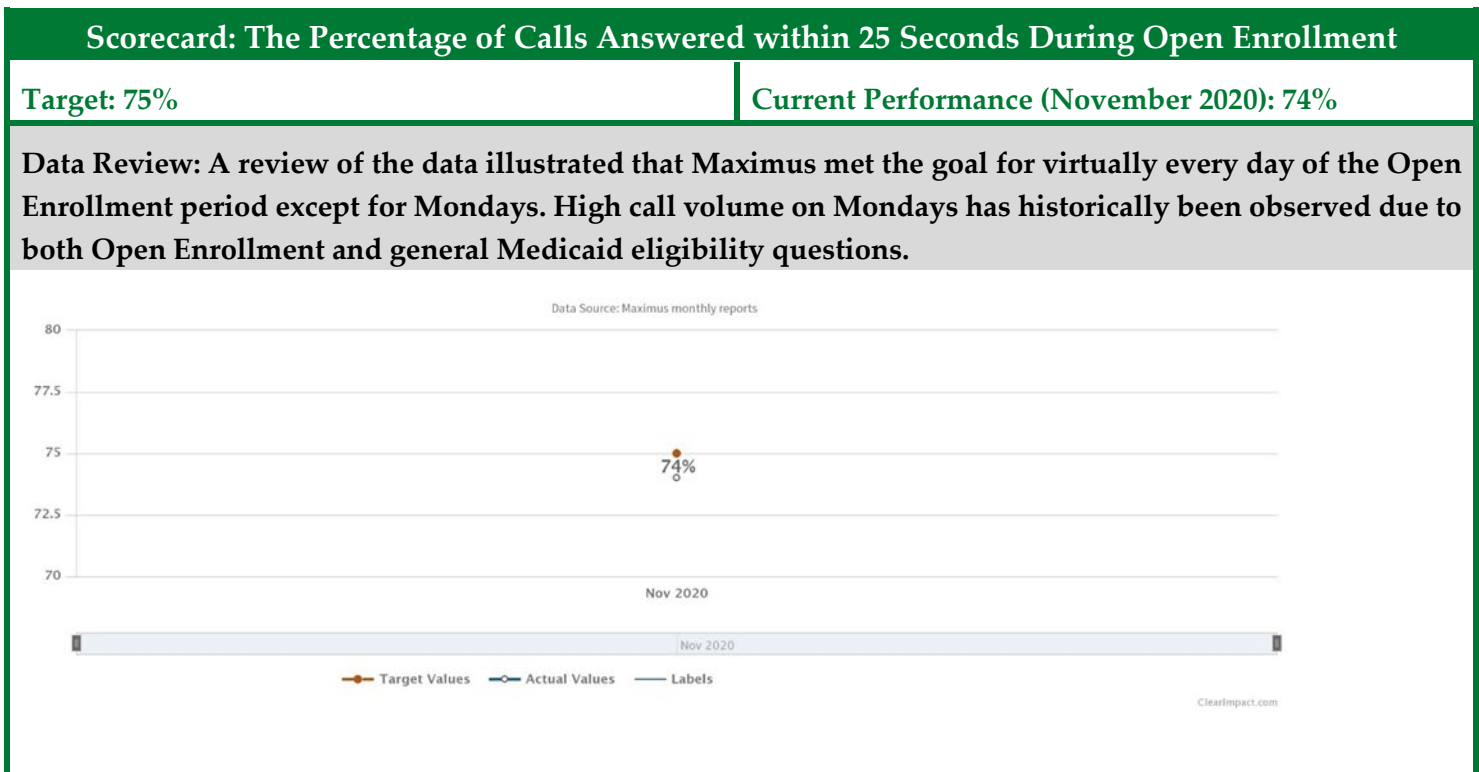 Scorecard: The Percentage of Calls Answered within 25 Seconds During Open Enrollment
Target: 75%
Current Performance (November 2020): 74%
Data Review: A review of the data illustrated that Maximus met the goal for virtually every day of the Open
Enrollment period except for Mondays. High call volume on Mondays has historically been observed due to
both Open Enrollment and general Medicaid eligibility questions.
Data Source: Maximus monthly reports
80
77.5
75
74%
72.5
70
Nov 2020
Nov 2020
Target Values Actual Values Labels
ClearImpact.com